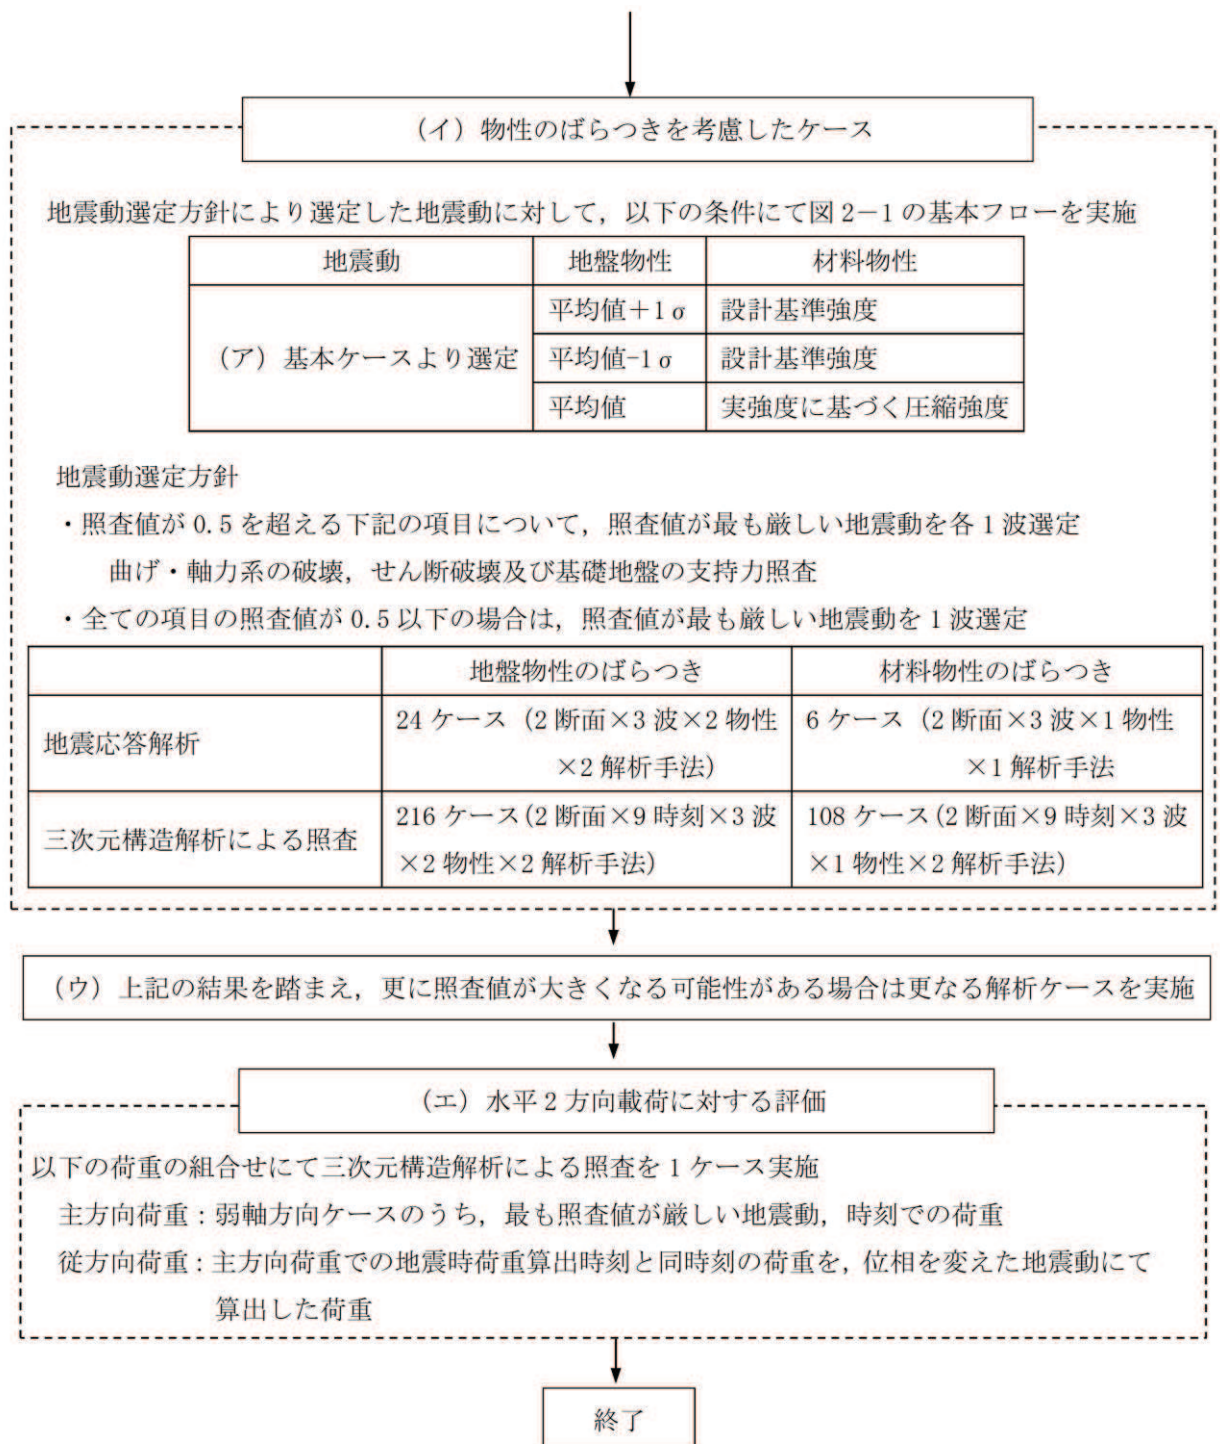 （イ）物性のばらつきを考慮したケース
地震動選定方針により選定した地震動に対して，以下の条件にて図 2－1 の基本フローを実施
地震動 地盤物性 材料物性
（ア）基本ケースより選定
平均値＋1σ 設計基準強度
平均値-1σ 設計基準強度
平均値 実強度に基づく圧縮強度
地震動選定方針
・照査値が 0.5 を超える下記の項目について，照査値が最も厳しい地震動を各 1 波選定
曲げ・軸力系の破壊，せん断破壊及び基礎地盤の支持力照査
・全ての項目の照査値が 0.5 以下の場合は，照査値が最も厳しい地震動を 1 波選定
地盤物性のばらつき 材料物性のばらつき
地震応答解析
24 ケース（2 断面×3 波×2 物性
×2 解析手法）
6 ケース（2 断面×3 波×1 物性
×1 解析手法
三次元構造解析による照査
216 ケース(2 断面×9 時刻×3 波
×2 物性×2 解析手法）
108 ケース(2 断面×9 時刻×3 波
×1 物性×2 解析手法）
（ウ）上記の結果を踏まえ，更に照査値が大きくなる可能性がある場合は更なる解析ケースを実施
（エ）水平 2 方向載荷に対する評価
以下の荷重の組合せにて三次元構造解析による照査を 1 ケース実施
主方向荷重：弱軸方向ケースのうち，最も照査値が厳しい地震動，時刻での荷重
従方向荷重：主方向荷重での地震時荷重算出時刻と同時刻の荷重を，位相を変えた地震動にて
算出した荷重
終了